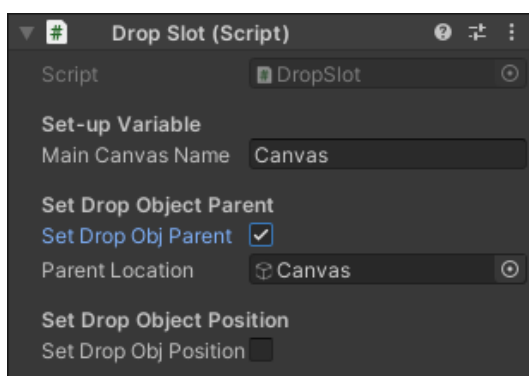 # Drop Slot (Script)
Script # DropSlot
Set-up Variable
Main Canvas Name Canvas
Set Drop Object Parent
Set Drop Obj Parent
Parent Location Canvas
Set Drop Object Position
Set Drop Obj Position